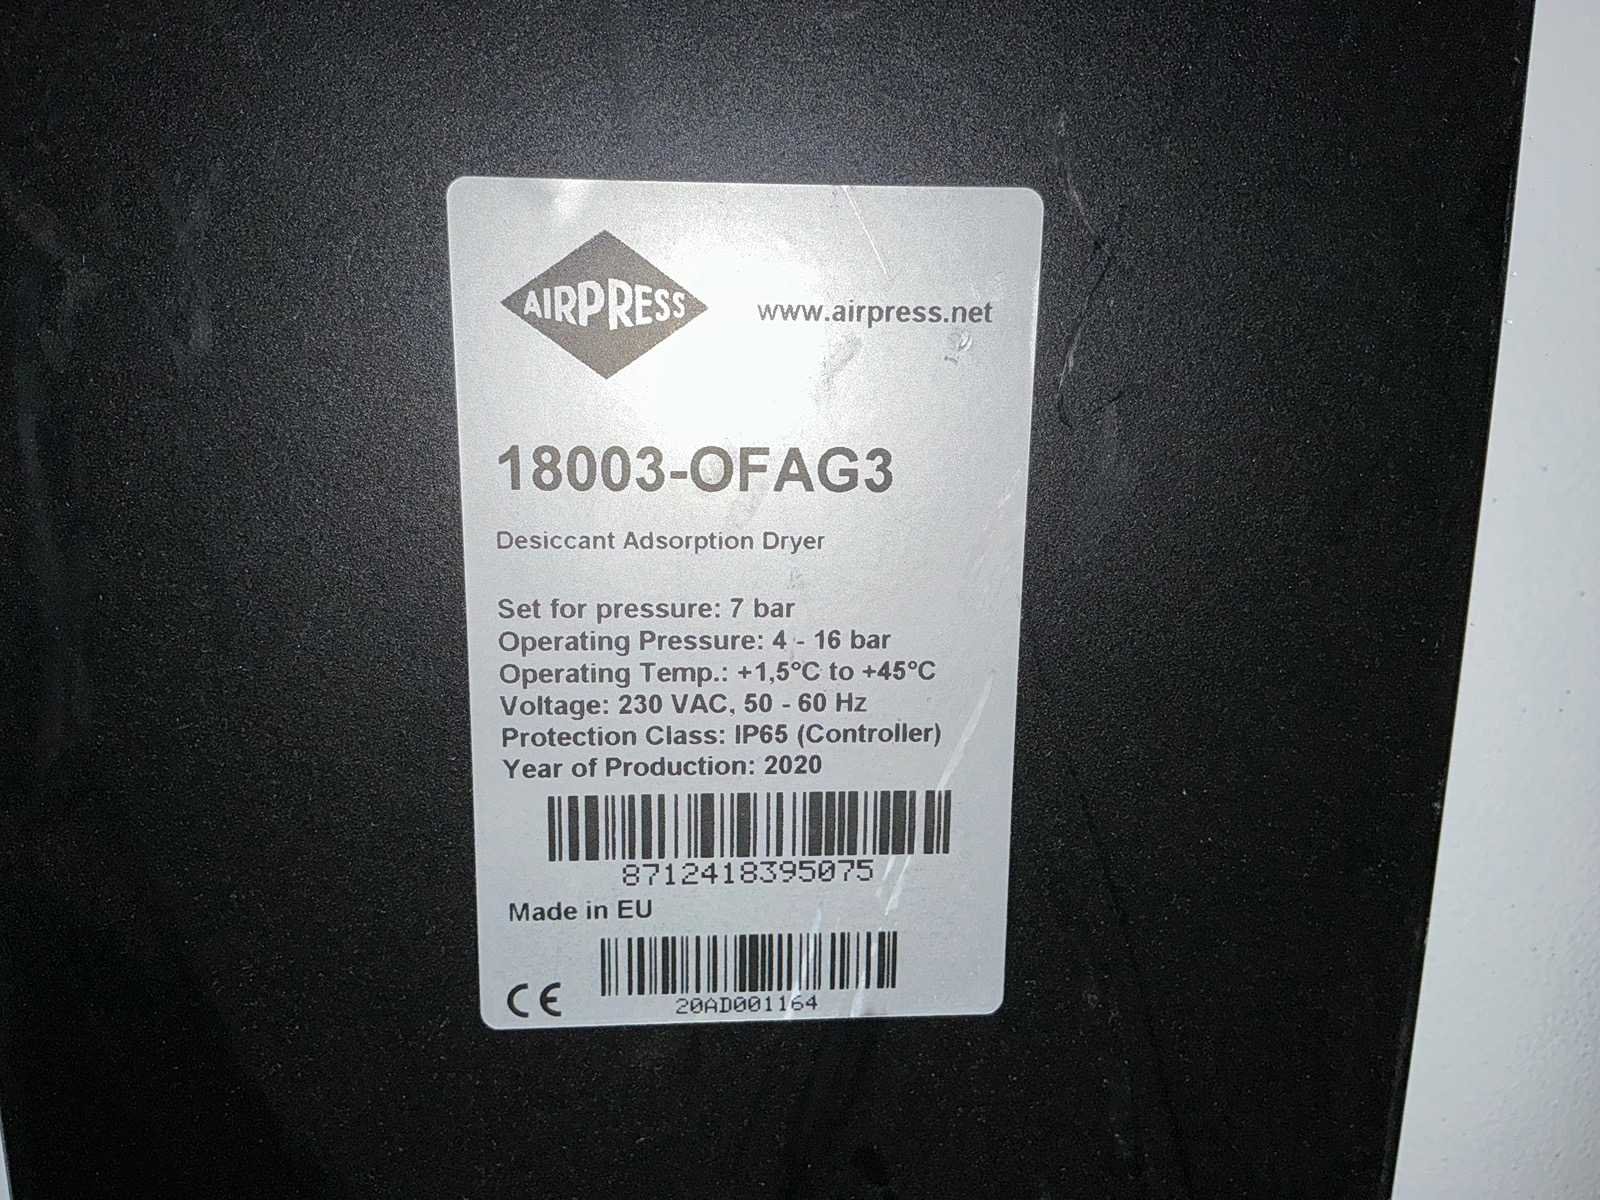 AIRPRESS
www.airpress.net
18003-OFAG3
Desiccant Adsorption Dryer
Set for pressure: 7 bar
Operating Pressure: 4 - 16 bar
Operating Temp.: +1,5°C to +45°C
Voltage: 230 VAC, 50 - 60 Hz
Protection Class: IP65 (Controller)
Year of Production: 2020
8712418395075
Made in EU
CE
20AD001164